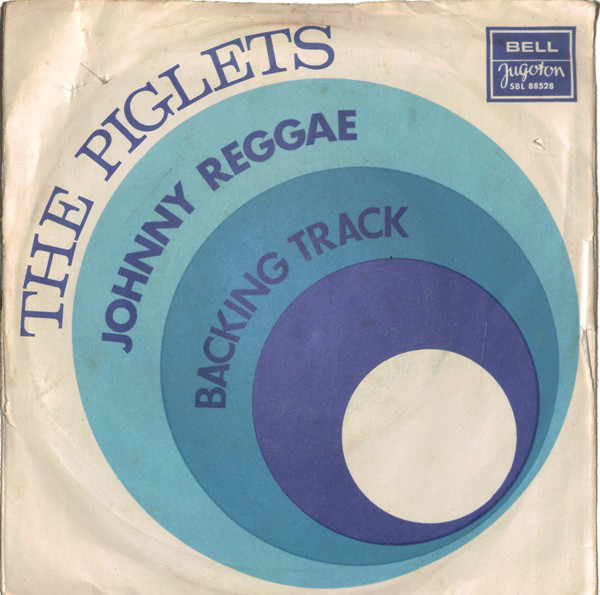 THE PIGLETS
JOHNNY REGGAE
BACKING TRACK
BELL
Jugoton
SBL 88528